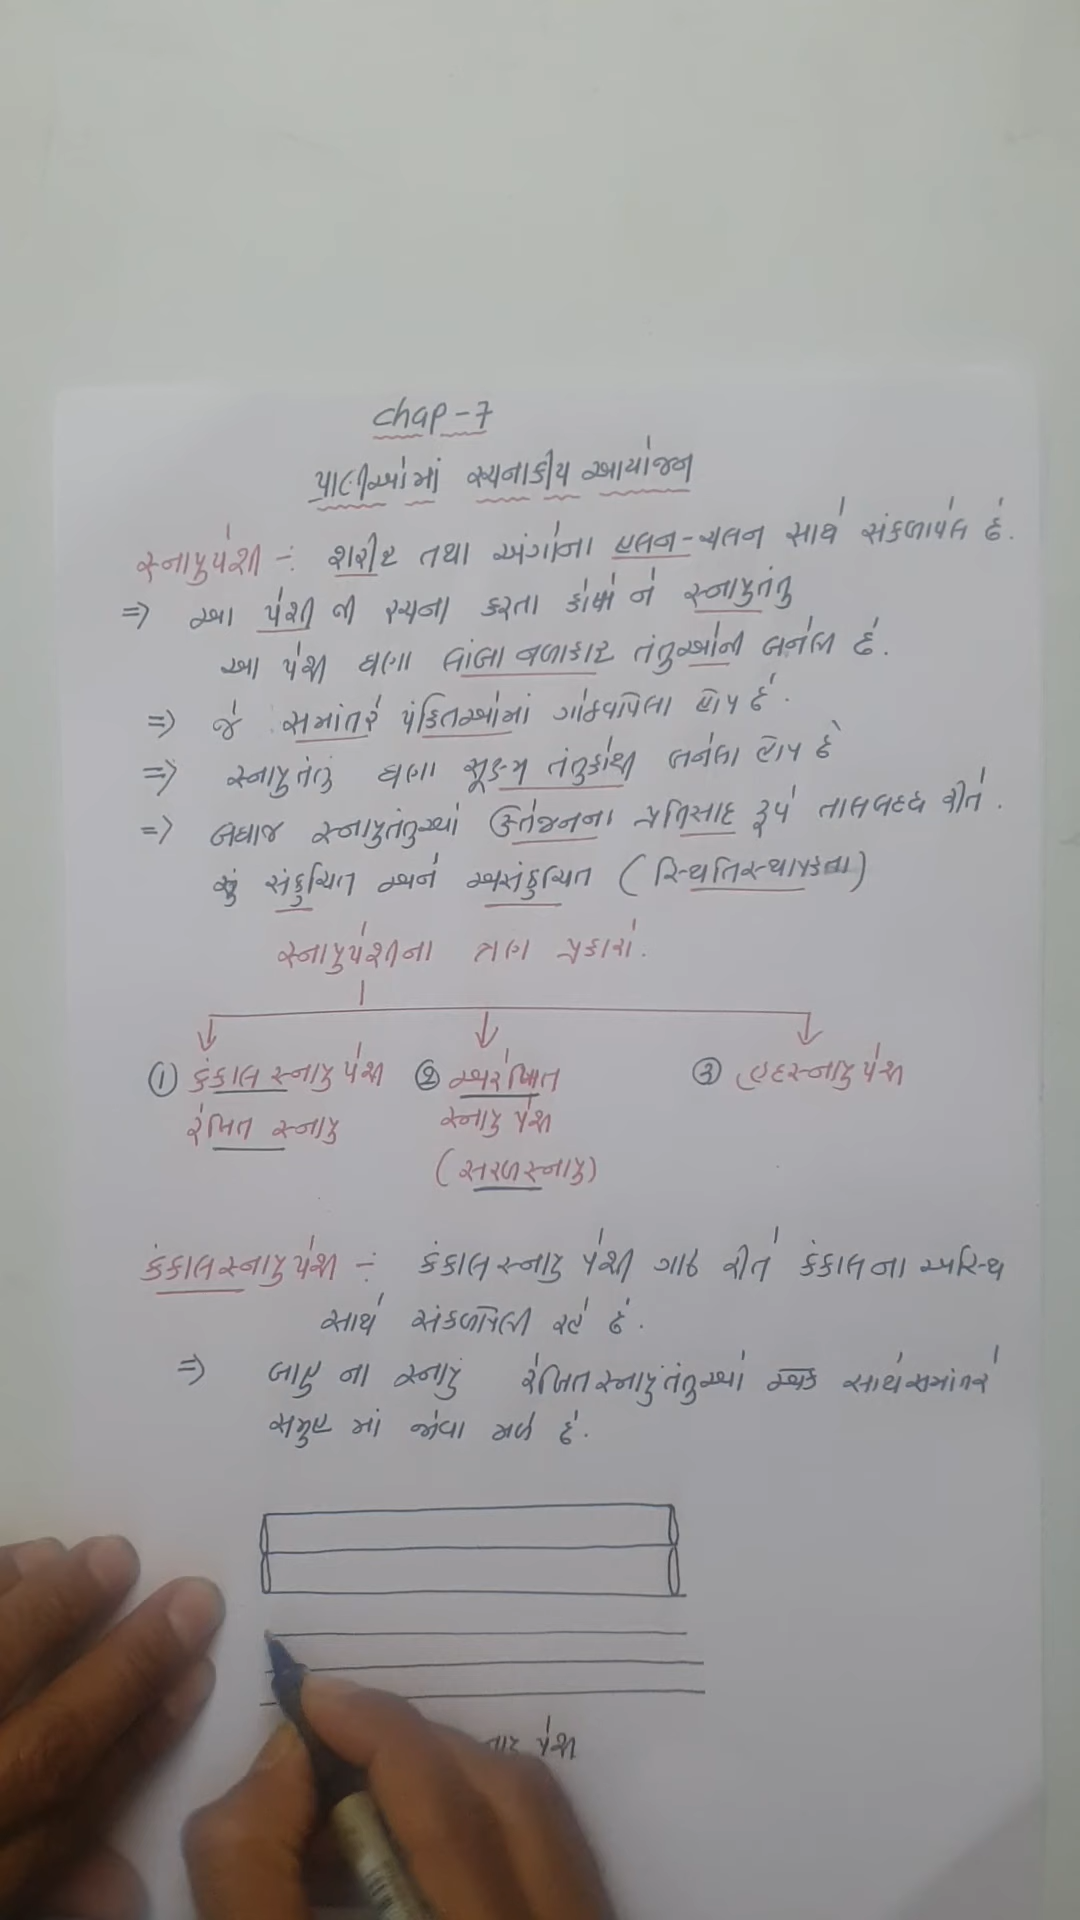 chap-7
પ્રાણીઓમાં રચનાકીય આયોજન
સ્નાયુપેશી ÷ શરીર તથા અંગોના હલન-ચલન સાથે સંકળાયેલ છે.
⇒ આ પેશી ની રચના કરતા કોષો ને સ્નાયુતંતુ
આ પેશી ઘણા લાંબા નળાકાર તંતુઓની બનેલી છે.
⇒ જે સમાંતરે પંક્તિઓમાં ગોઠવાયેલા હોય છે.
⇒ સ્નાયુતંતુ ઘણા સૂક્ષ્મ તંતુકોથી બનેલા હોય છે
⇒ બધાજ સ્નાયુતંતુઓ ઉત્તેજનના પ્રતિસાદ રૂપે તાલબદ્ધ રીતે.
સંકુચિત અને અસંકુચિત (સ્થિતિસ્થાપકતા)
સ્નાયુપેશીના ત્રણ પ્રકારો.
① કંકાલ સ્નાયુ પેશી ② અરેખિત ③ હૃદસ્નાયુ પેશી
રેખિત સ્નાયુ સ્નાયુ પેશી
(સરળસ્નાયુ)
કંકાલસ્નાયુ પેશી ÷ કંકાલ સ્નાયુ પેશી ગાઢ રીતે કંકાલના અસ્થિ
સાથે સંકળાયેલી રહે છે.
⇒ બાહુ ના સ્નાયુ રેખિત સ્નાયુ તંતુઓ એક સાથે સમાંતરે
સમુહ માં જોવા મળે છે.
પેશી